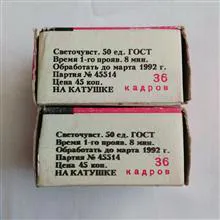 Светочувст. 50 ед. ГОСТ
Время 1-го прояв. 8 мин.
Обработать до марта 1992 г.
Партия № 45514
Цена 45 коп.
НА КАТУШКЕ
36
кадров
Светочувст. 50 ед. ГОСТ
Время 1-го прояв. 8 мин.
Обработать до марта 1992 г.
Партия № 45514
Цена 45 коп.
НА КАТУШКЕ
36
кадров